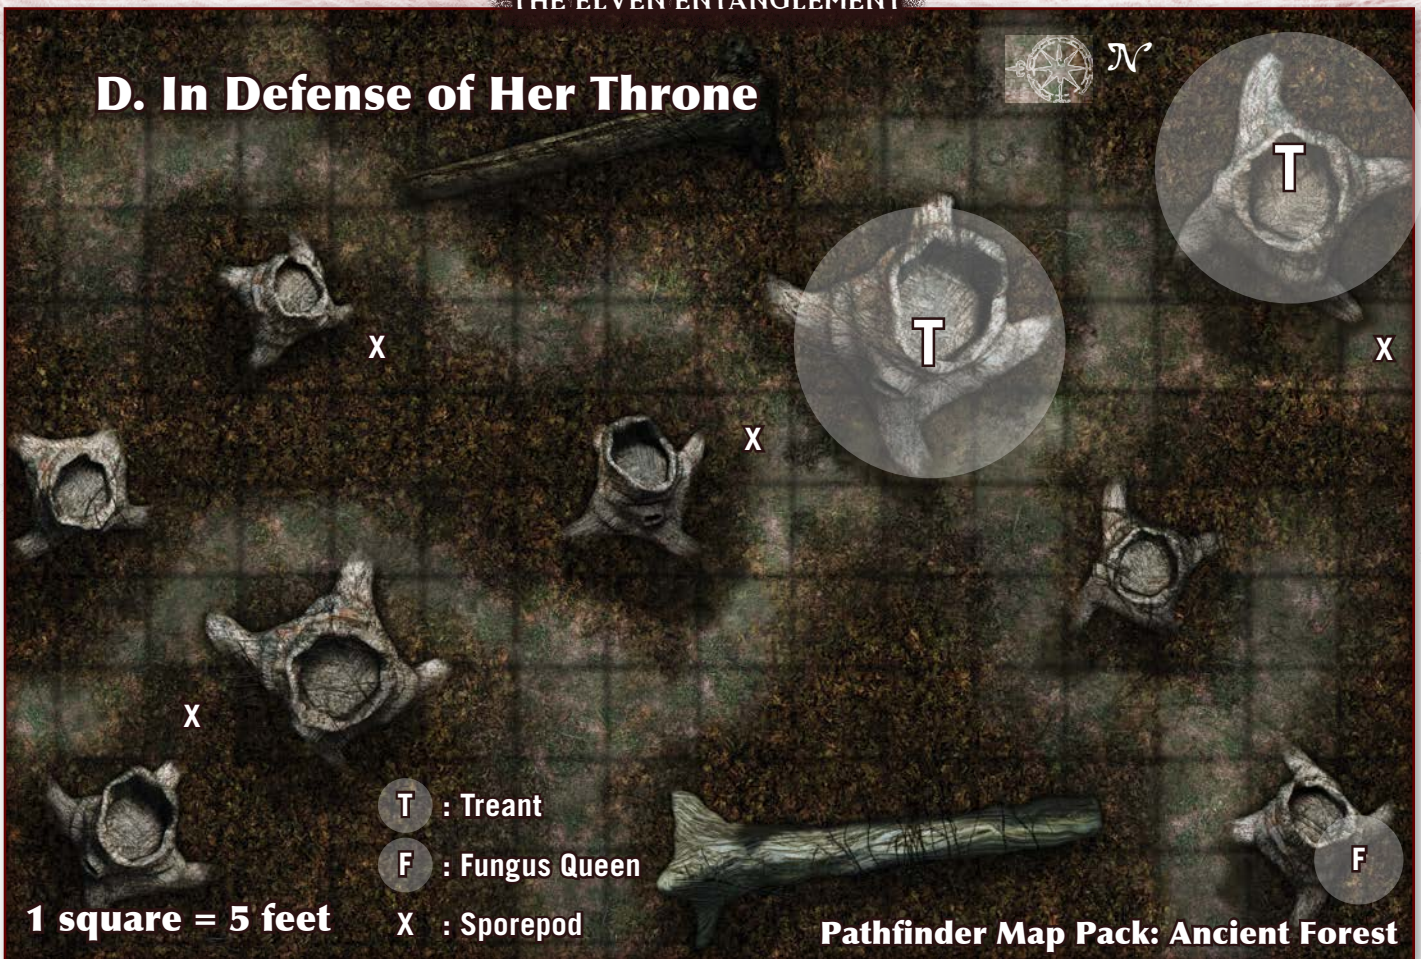 THE ELVEN ENTANGLEMENT
N
D. In Defense of Her Throne
T
T
X
X
X
X
T : Treant
F : Fungus Queen
F
1 square = 5 feet
X : Sporepod
Pathfinder Map Pack: Ancient Forest